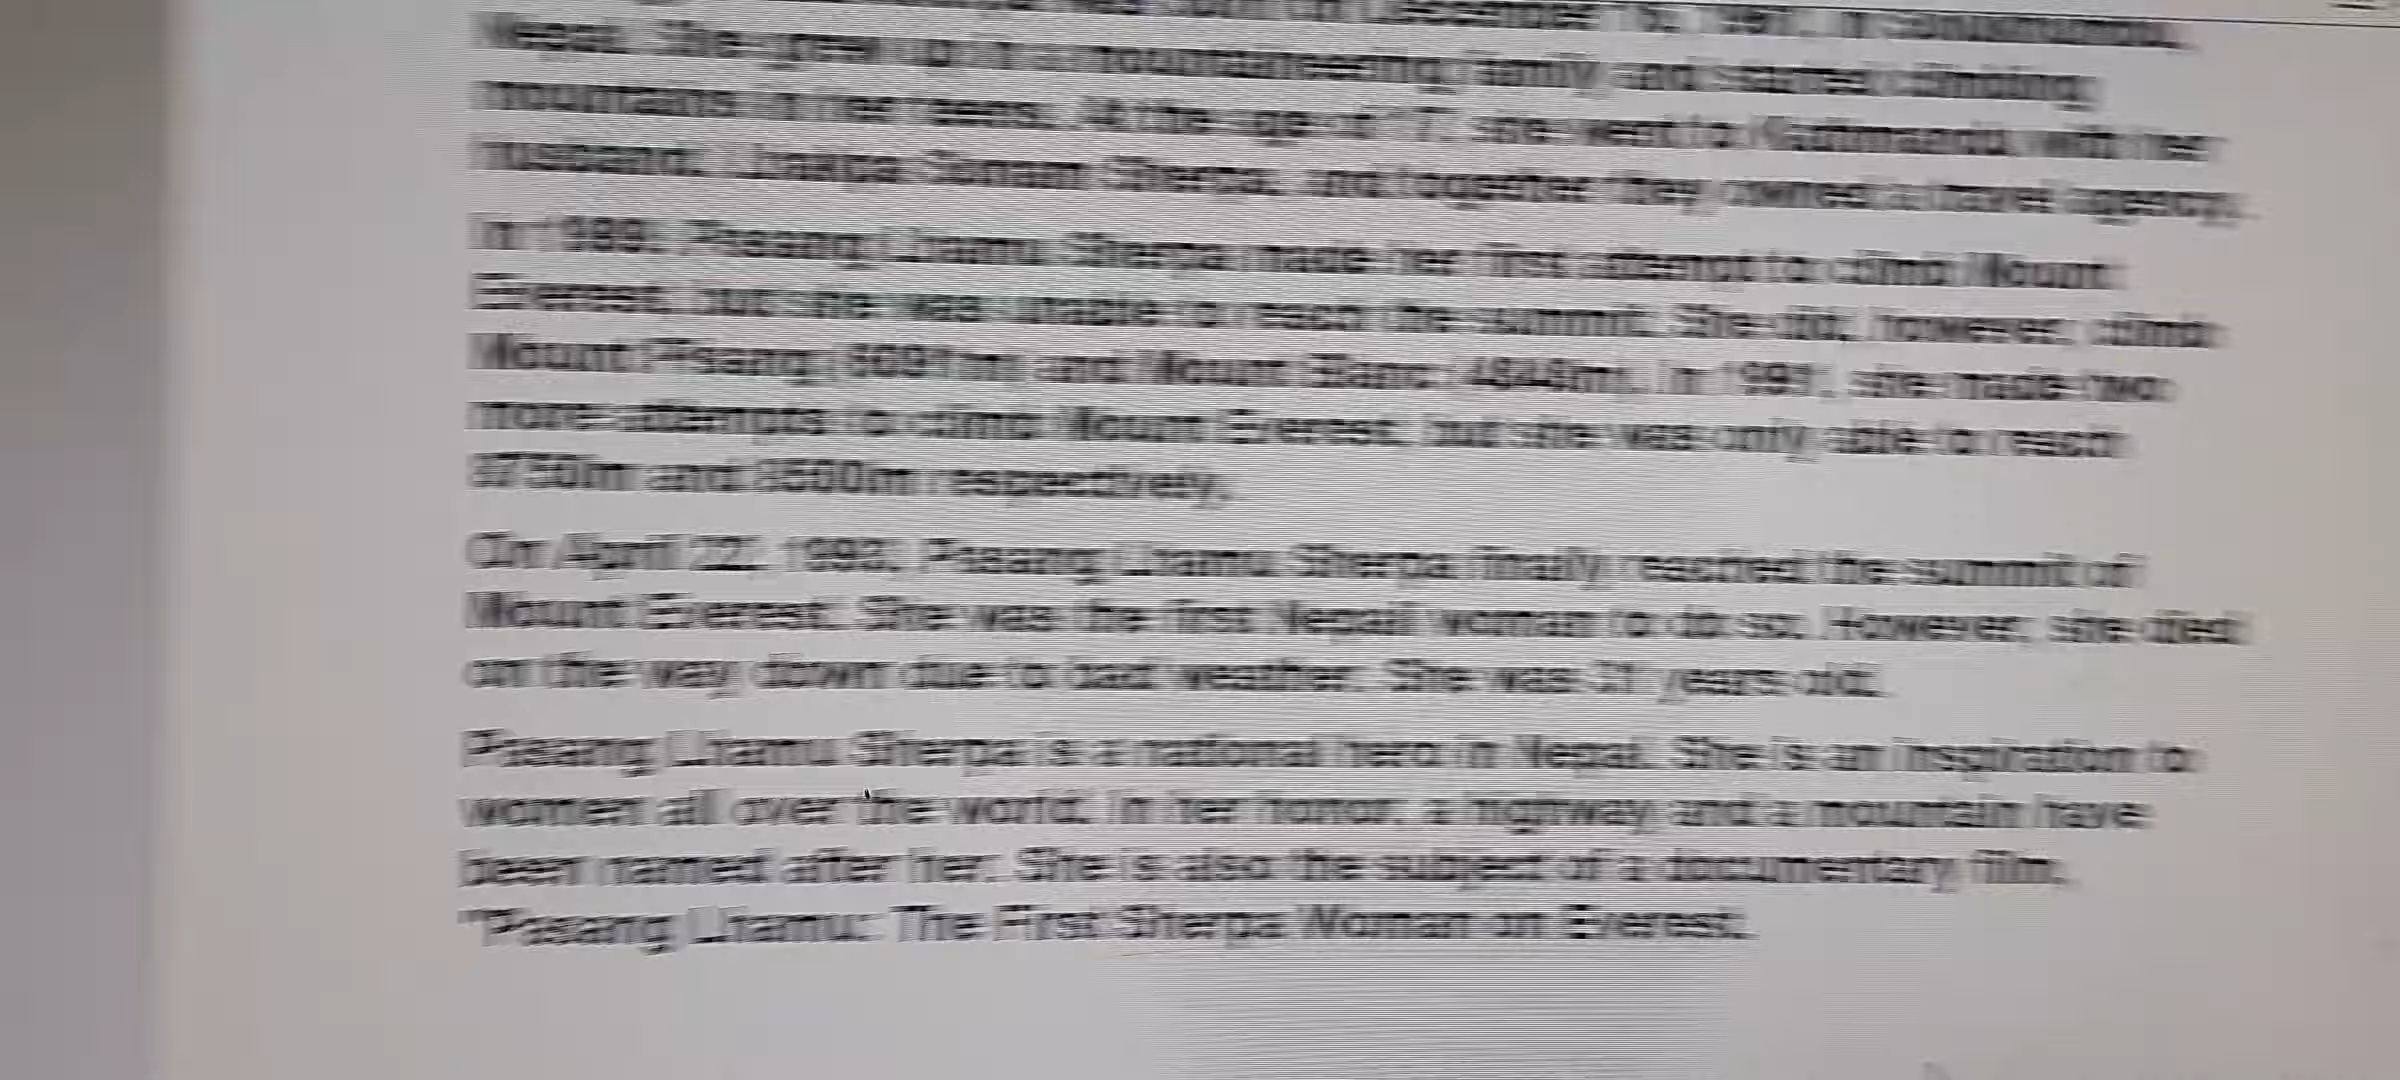 December
Nepal. She grew up in a mountaineering family and started climbing
mountains in her teens. At the age of 17, she went to Kathmandu with her
husband, Lhakpa Sonam Sherpa, and together they owned a travel agency.
In 1989, Pasang Lhamu Sherpa made her first attempt to climb Mount
Everest, but she was unable to reach the summit. She did, however, climb
Mount Pisang (6091m) and Mount Blanc (4848m). In 1991, she made two
more attempts to climb Mount Everest, but she was only able to reach
8750m and 8500m respectively.
On April 22, 1993, Pasang Lhamu Sherpa finally reached the summit of
Mount Everest. She was the first Nepali woman to do so. However, she died
on the way down due to bad weather. She was 31 years old.
Pasang Lhamu Sherpa is a national hero in Nepal. She is an inspiration to
women all over the world. In her honor, a highway and a mountain have
been named after her. She is also the subject of a documentary film,
"Pasang Lhamu: The First Sherpa Woman on Everest.